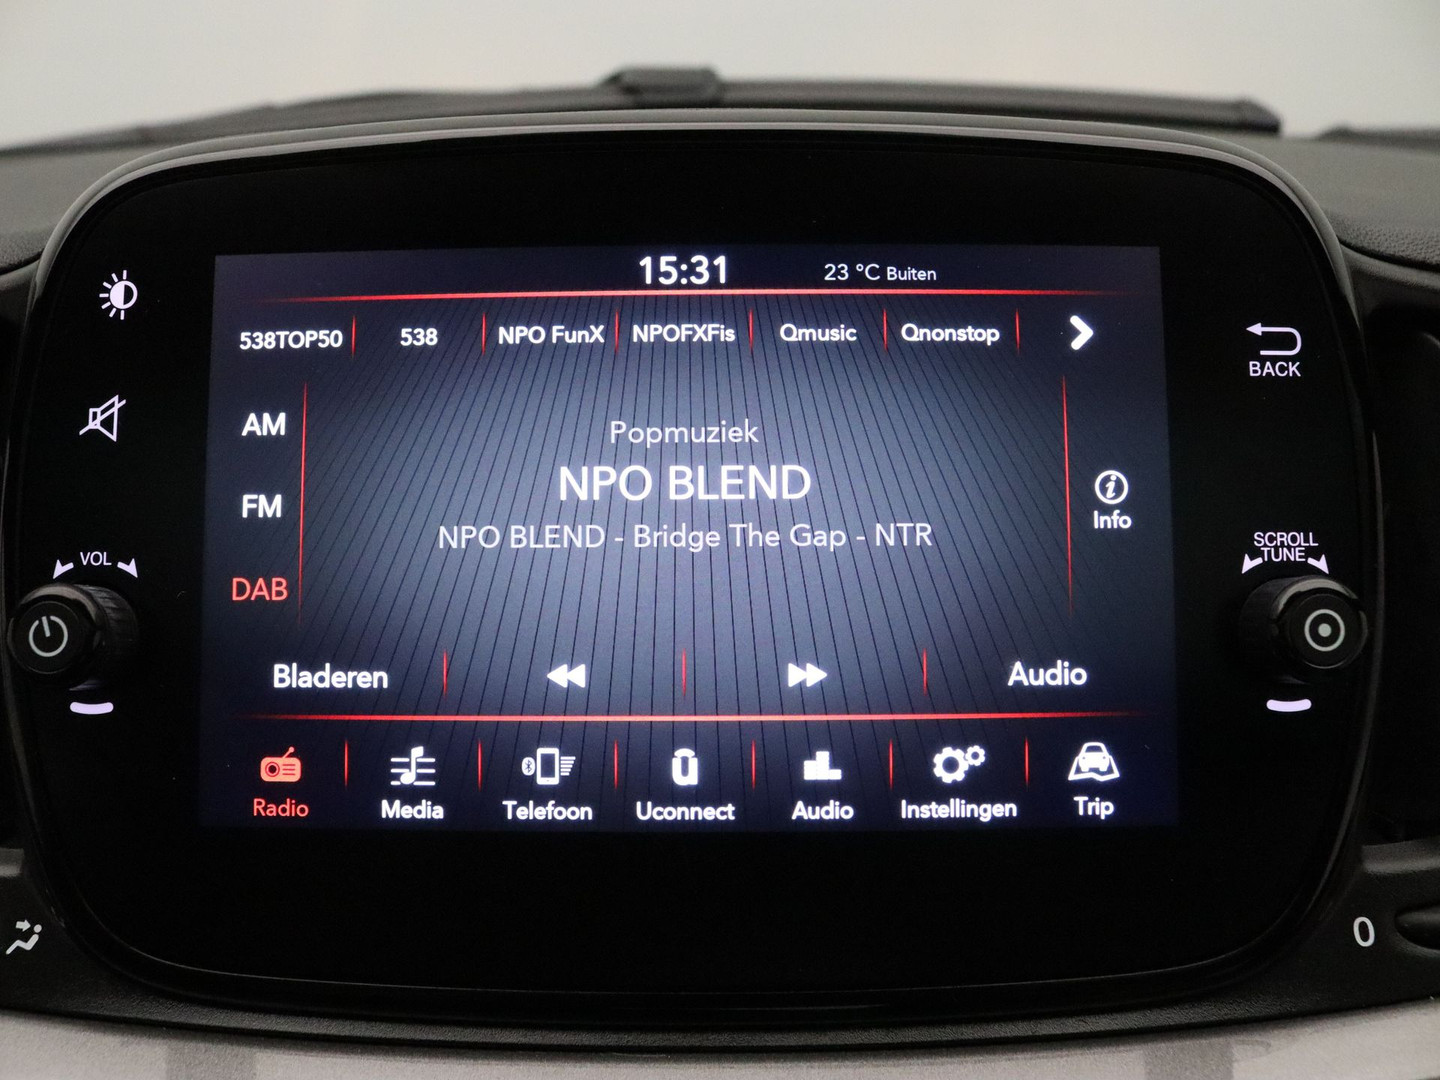 15:31 23 °C Buiten
538TOP50 538 NPO FunX NPOFXFis Qmusic Qnonstop
BACK
AM
Popmuziek
NPO BLEND
FM
Info
NPO BLEND - Bridge The Gap - NTR
VOL
SCROLL
TUNE
DAB
Bladeren
Audio
Radio Media Telefoon Uconnect Audio Instellingen Trip
0